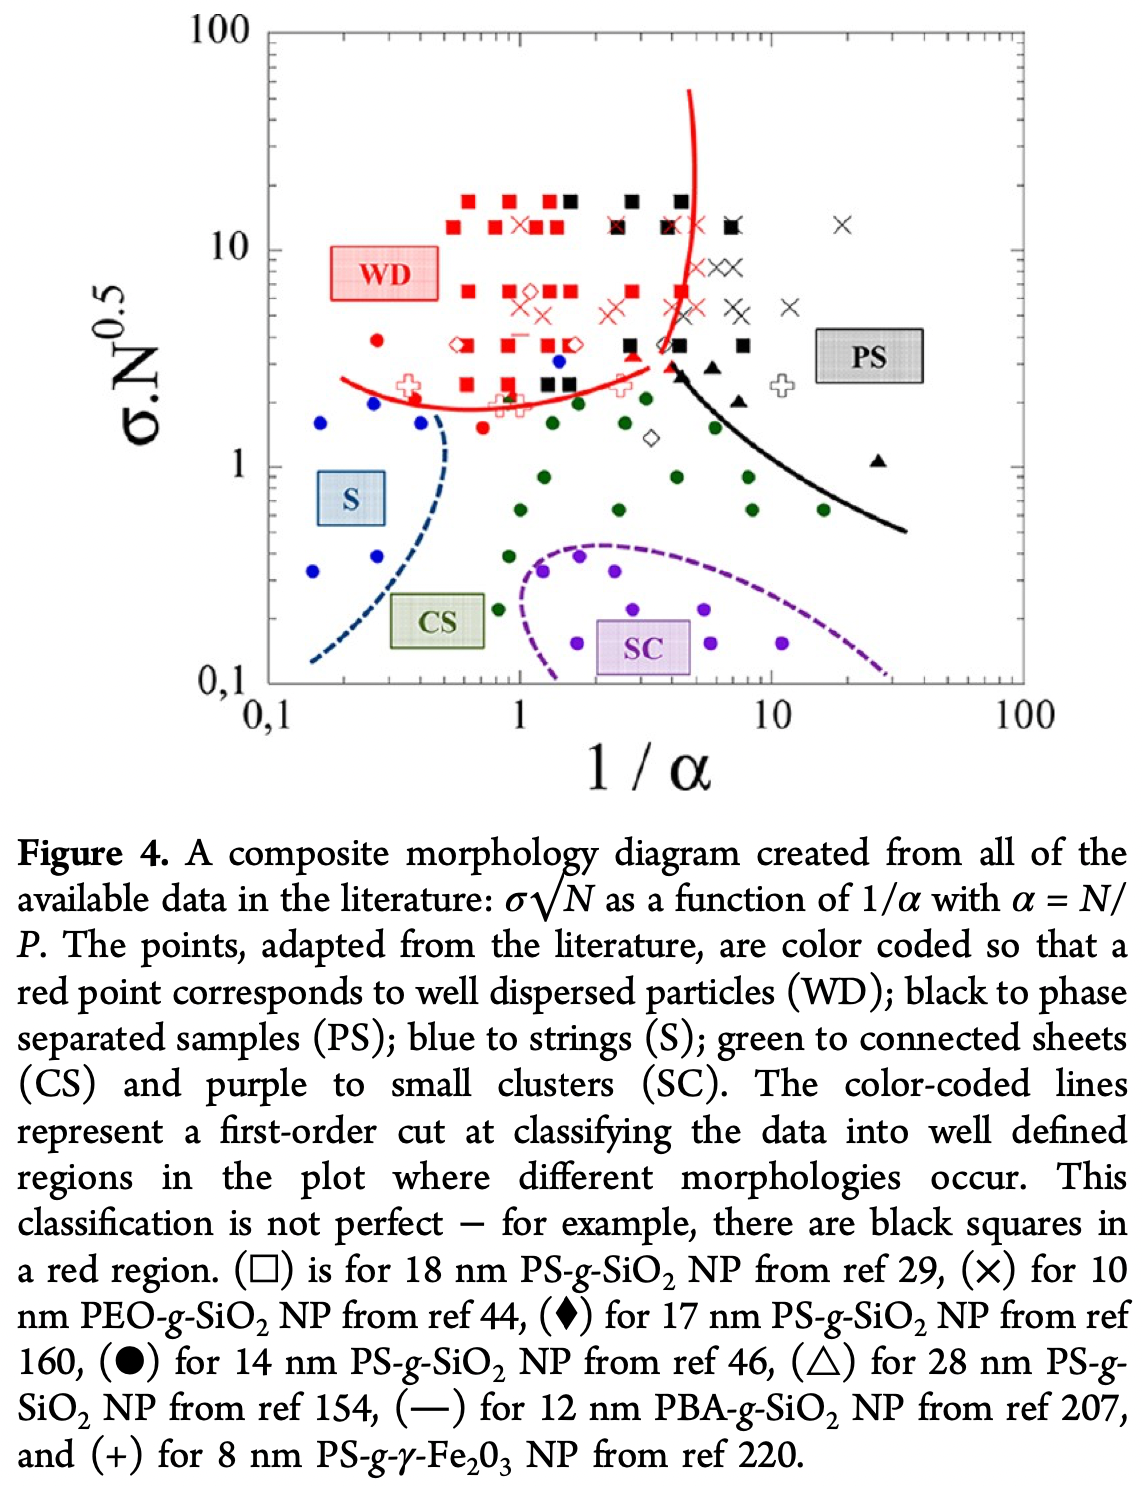 100
10
1
0,1
σ.N^0.5
WD
PS
S
CS
SC
0,1 1 10 100
1 / α
Figure 4. A composite morphology diagram created from all of the
available data in the literature: σ√N as a function of 1/α with α = N/
P. The points, adapted from the literature, are color coded so that a
red point corresponds to well dispersed particles (WD); black to phase
separated samples (PS); blue to strings (S); green to connected sheets
(CS) and purple to small clusters (SC). The color-coded lines
represent a first-order cut at classifying the data into well defined
regions in the plot where different morphologies occur. This
classification is not perfect − for example, there are black squares in
a red region. (□) is for 18 nm PS-g-SiO₂ NP from ref 29, (×) for 10
nm PEO-g-SiO₂ NP from ref 44, (♦) for 17 nm PS-g-SiO₂ NP from ref
160, (●) for 14 nm PS-g-SiO₂ NP from ref 46, (△) for 28 nm PS-g-
SiO₂ NP from ref 154, (—) for 12 nm PBA-g-SiO₂ NP from ref 207,
and (+) for 8 nm PS-g-γ-Fe₂0₃ NP from ref 220.